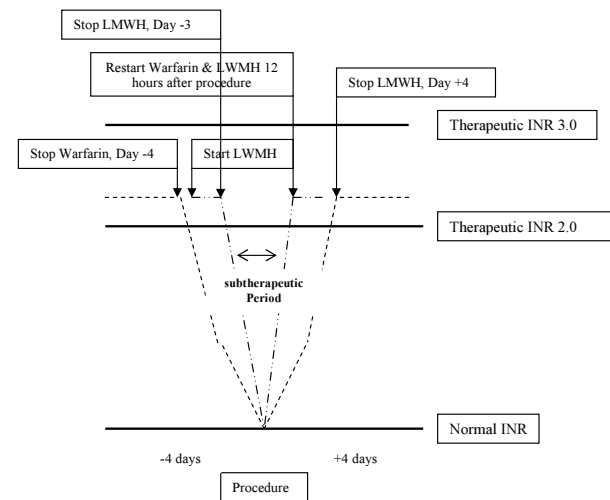 Stop LMWH, Day -3
Restart Warfarin & LWMH 12
hours after procedure
Stop LMWH, Day +4
Therapeutic INR 3.0
Stop Warfarin, Day -4
Start LWMH
Therapeutic INR 2.0
subtherapeutic
Period
Normal INR
-4 days
+4 days
Procedure